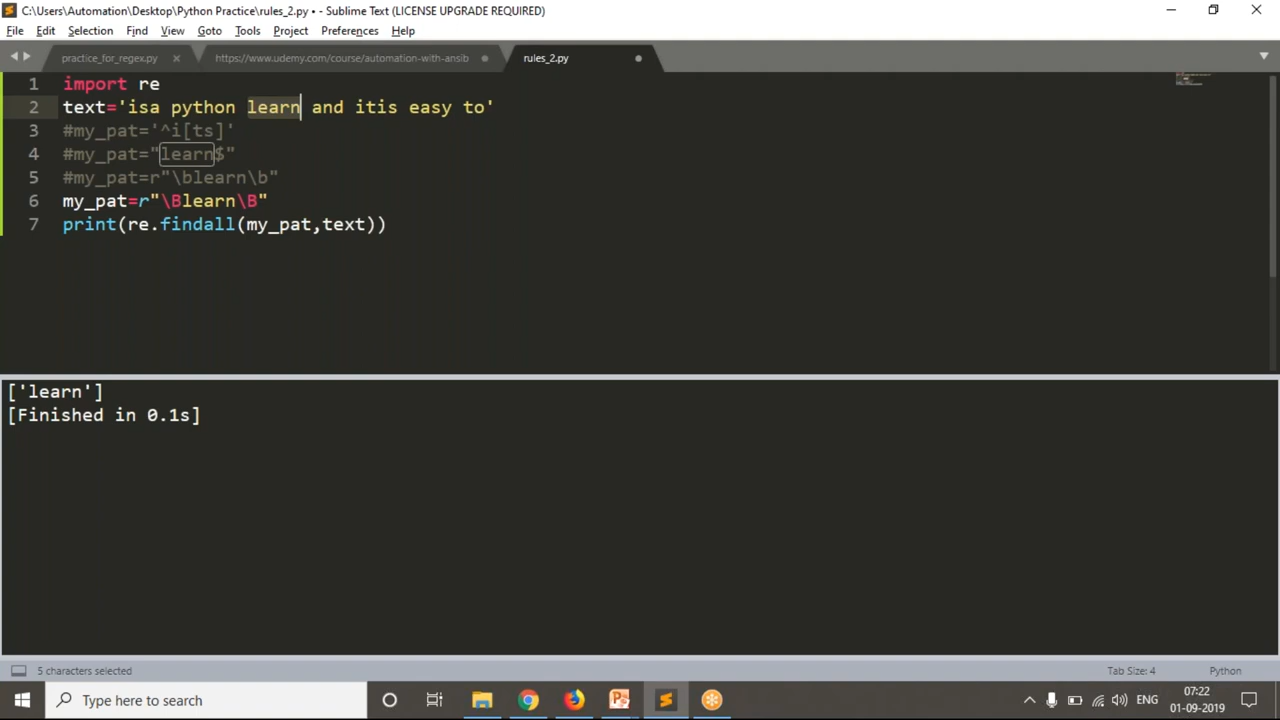 C:\Users\Automation\Desktop\Python Practice\rules_2.py • - Sublime Text (LICENSE UPGRADE REQUIRED)
File Edit Selection Find View Goto Tools Project Preferences Help
practice_for_regex.py https://www.udemy.com/course/automation-with-ansib rules_2.py
1 import re
2 text='isa python learn and itis easy to'
3 #my_pat='^i[ts]'
4 #my_pat="learn$"
5 #my_pat=r"\blearn\b"
6 my_pat=r"\Blearn\B"
7 print(re.findall(my_pat,text))
['learn']
[Finished in 0.1s]
5 characters selected Tab Size: 4 Python
Type here to search ENG 07:22
01-09-2019